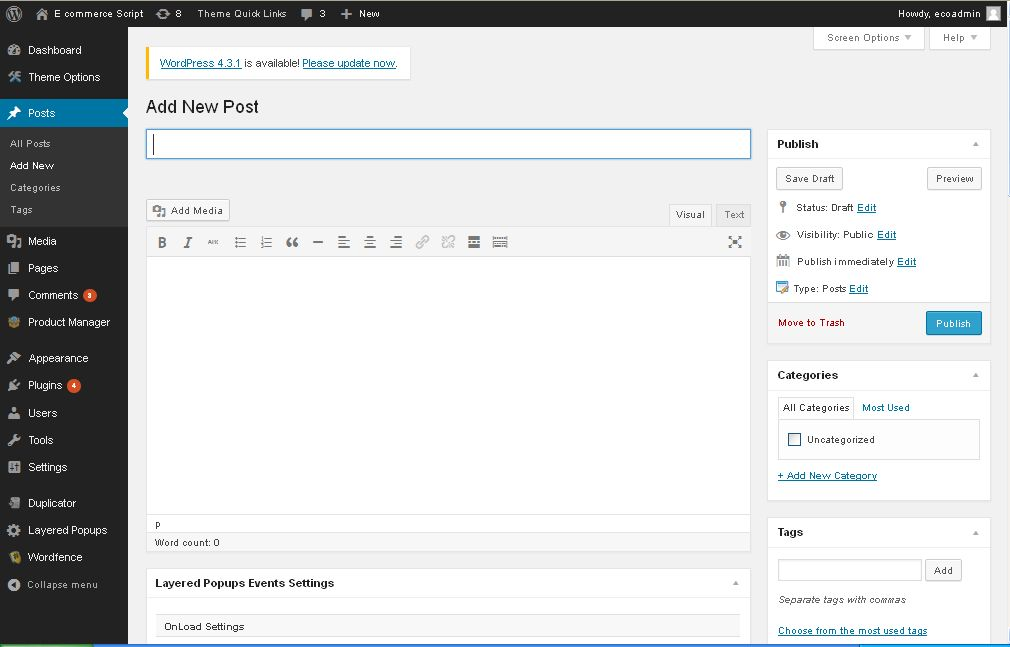 E commerce Script 8 Theme Quick Links 3 New Howdy, ecoadmin
Screen Options Help
Dashboard
Theme Options
Posts
All Posts
Add New
Categories
Tags
Media
Pages
Comments 3
Product Manager
Appearance
Plugins 4
Users
Tools
Settings
Duplicator
Layered Popups
Wordfence
Collapse menu
WordPress 4.3.1 is available! Please update now.
Add New Post
Add Media
Visual Text
B I ABC
p
Word count: 0
Layered Popups Events Settings
OnLoad Settings
Publish
Save Draft Preview
Status: Draft Edit
Visibility: Public Edit
Publish immediately Edit
Type: Posts Edit
Move to Trash Publish
Categories
All Categories Most Used
Uncategorized
+ Add New Category
Tags
Add
Separate tags with commas
Choose from the most used tags